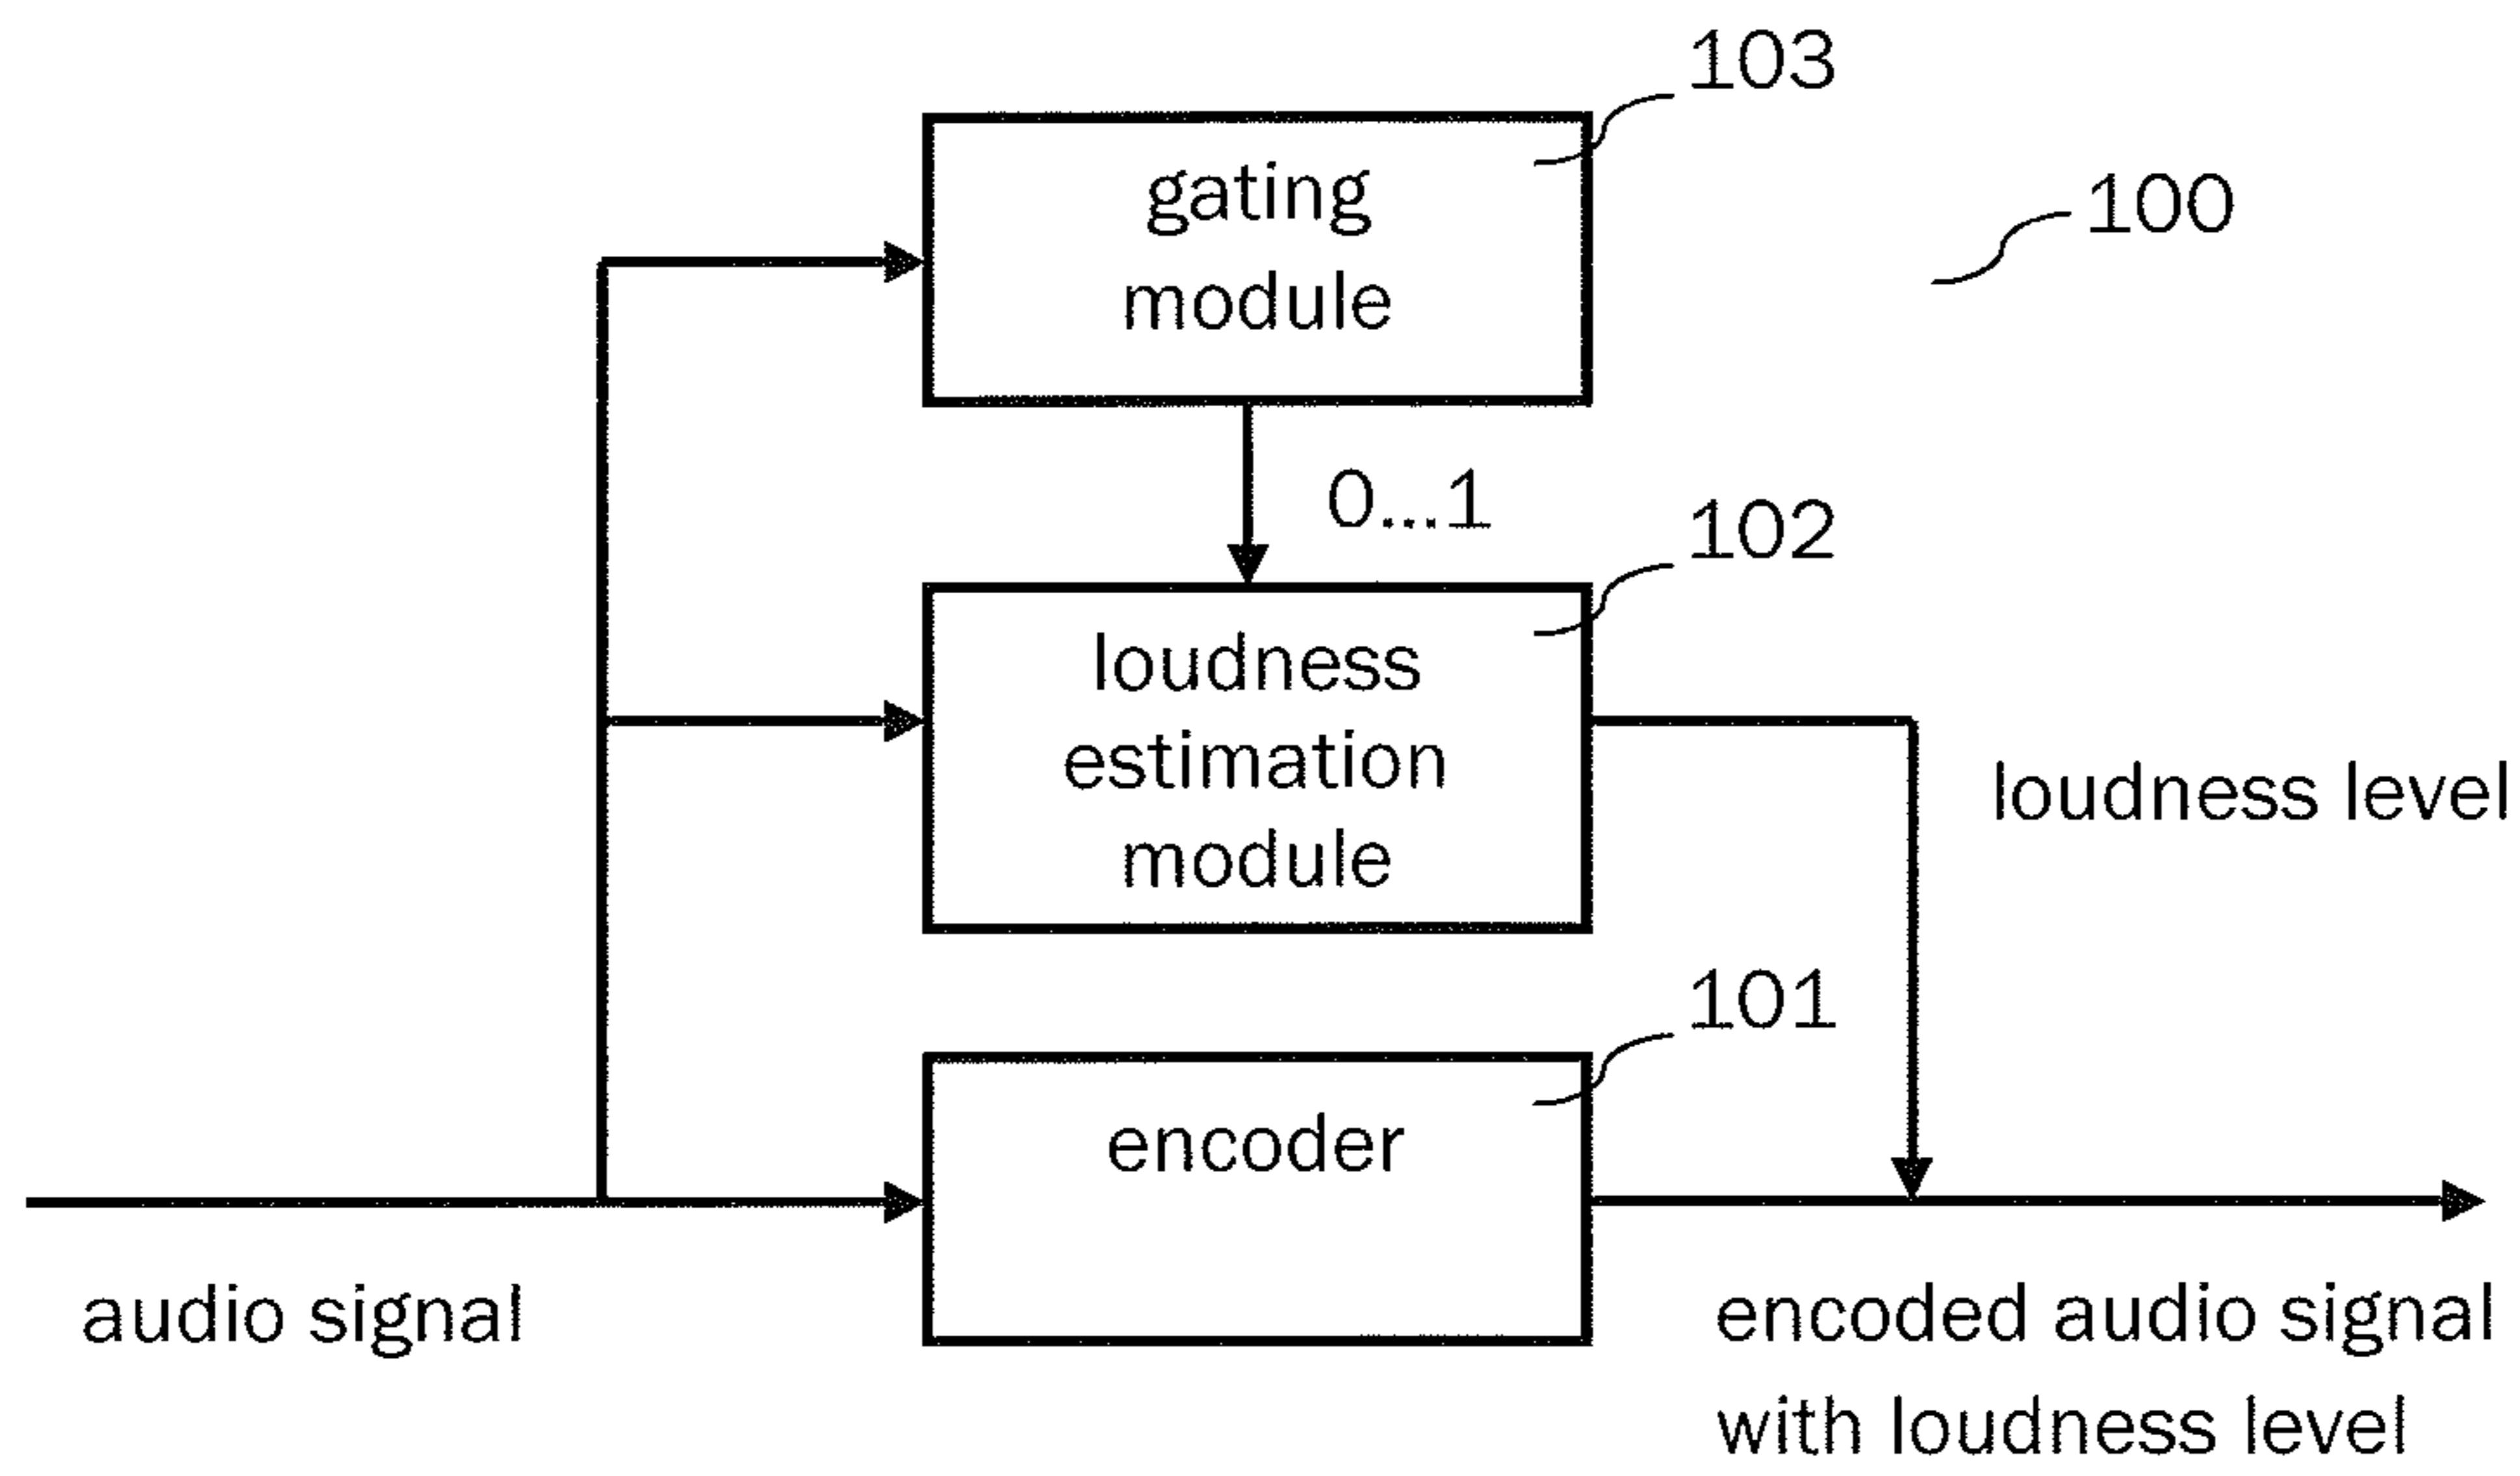 103
gating
module
100
0...1
102
loudness
estimation
module
loudness level
101
encoder
audio signal
encoded audio signal
with loudness level